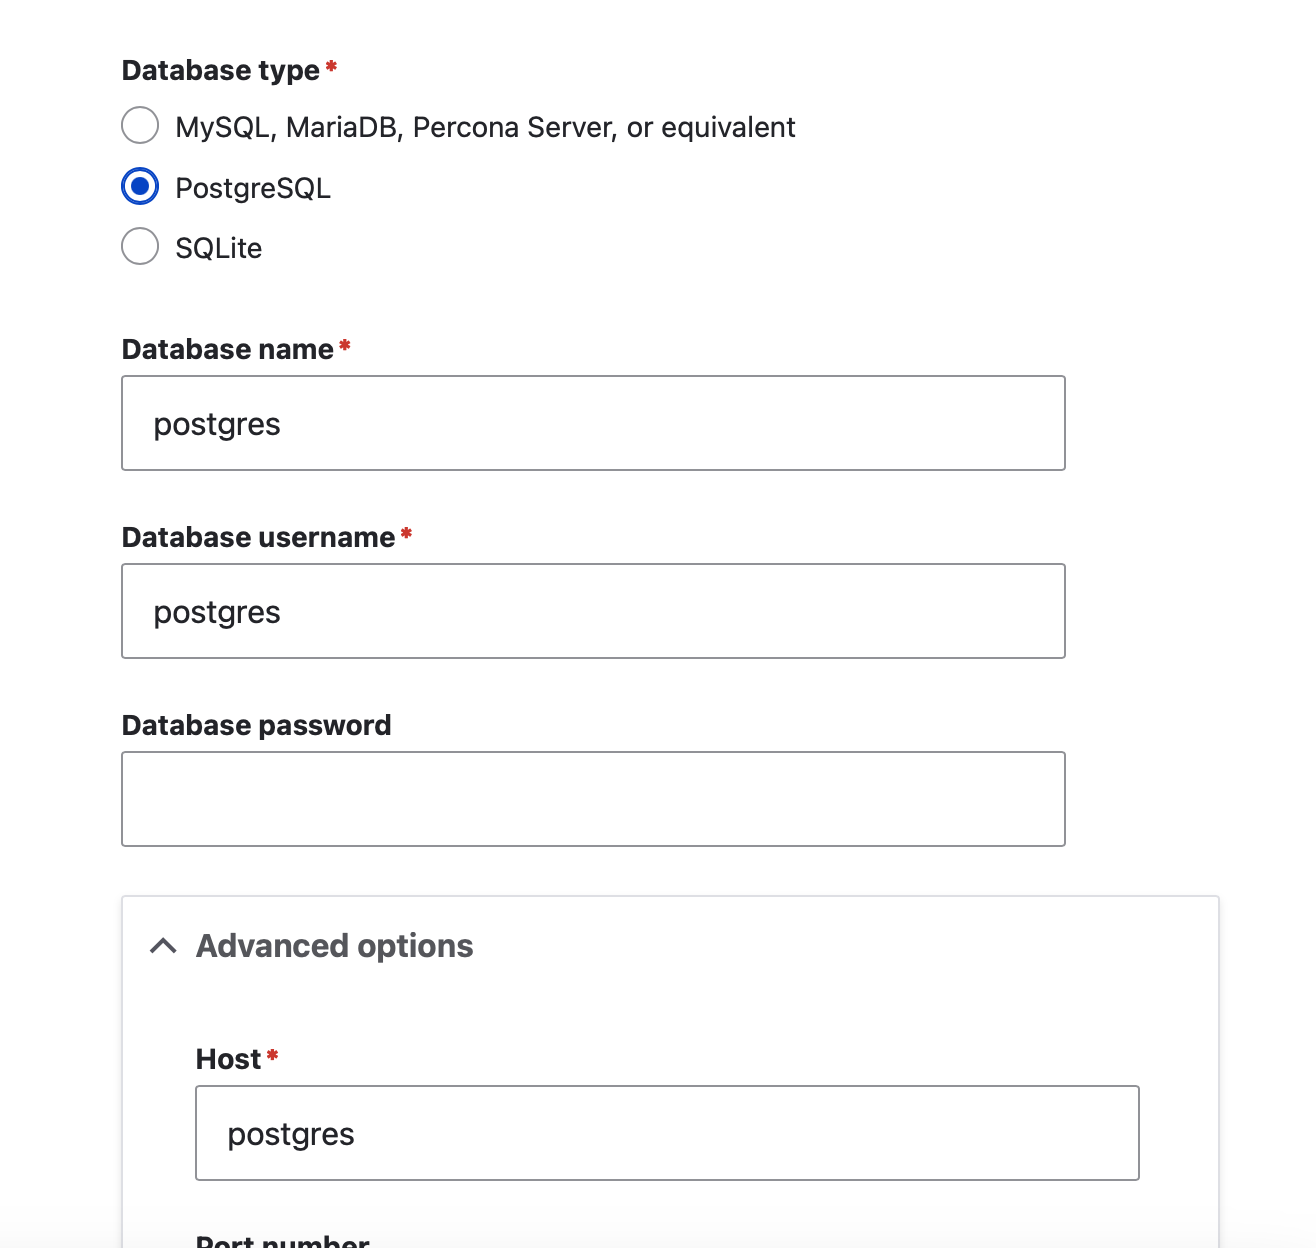 Database type*
MySQL, MariaDB, Percona Server, or equivalent
PostgreSQL
SQLite
Database name*
postgres
Database username*
postgres
Database password
Advanced options
Host*
postgres
Port number